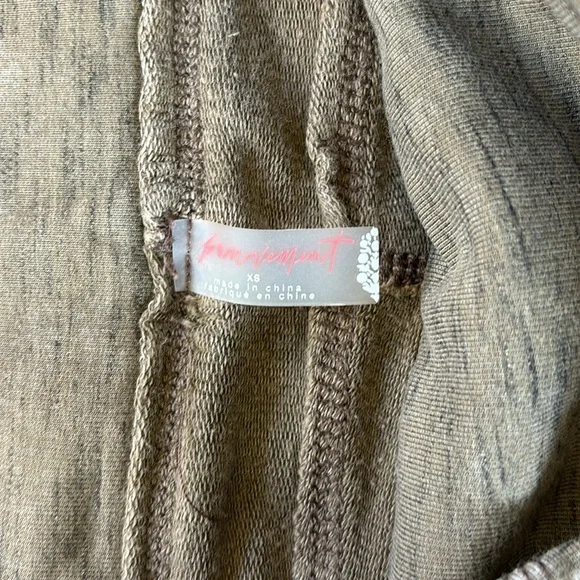 XS
made in china
fabriqué en chine